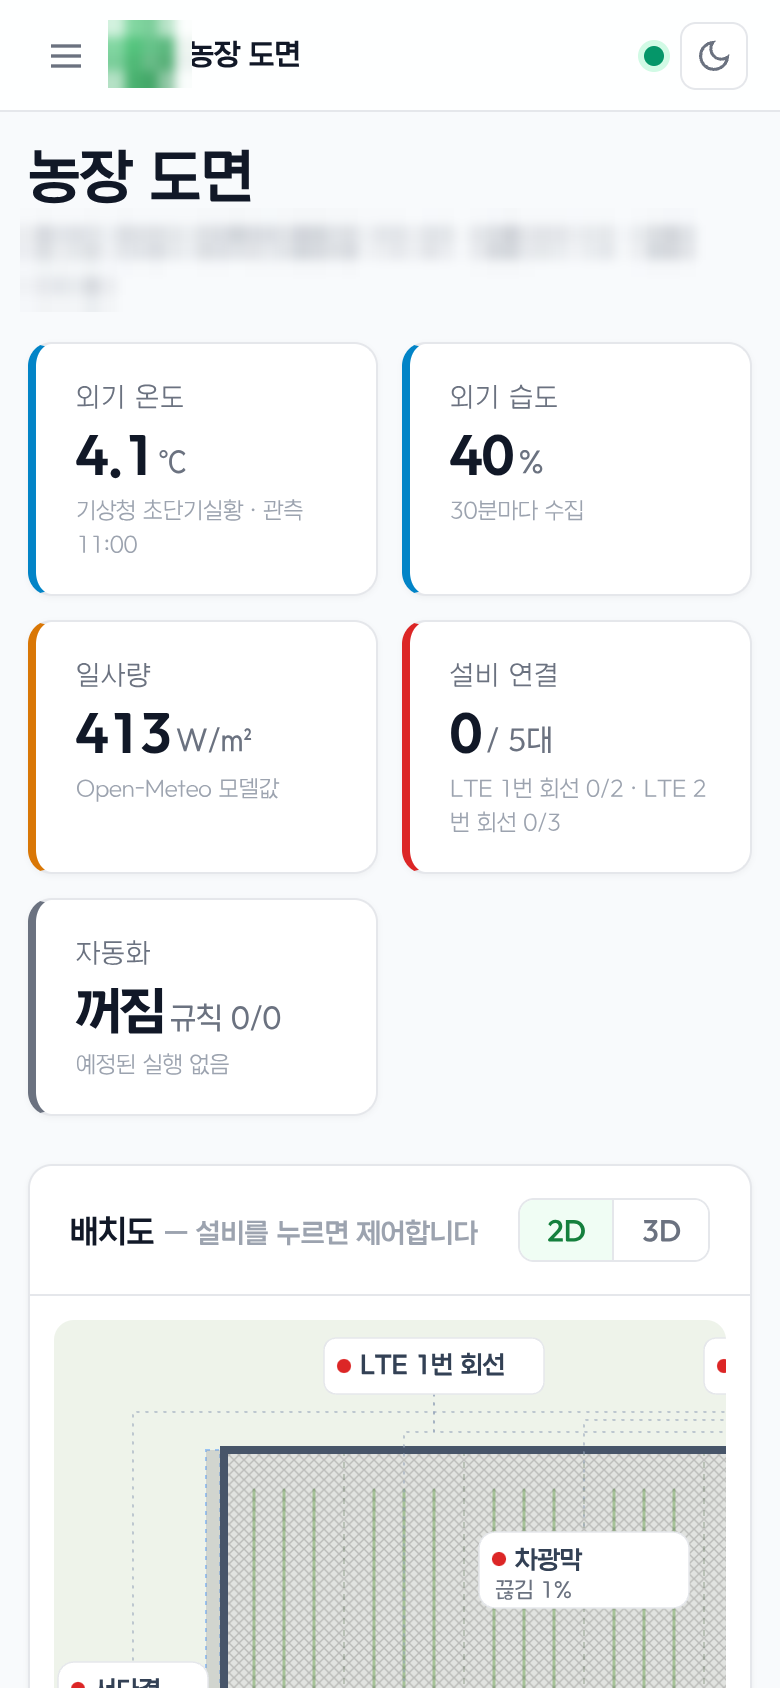 농장 도면
농장 도면
외기 온도
4.1 ℃
기상청 초단기실황 · 관측
11:00
외기 습도
40 %
30분마다 수집
일사량
413 W/m²
Open-Meteo 모델값
설비 연결
0 / 5대
LTE 1번 회선 0/2 · LTE 2
번 회선 0/3
자동화
꺼짐 규칙 0/0
예정된 실행 없음
배치도 — 설비를 누르면 제어합니다
2D
3D
LTE 1번 회선
차광막
끊김 1%